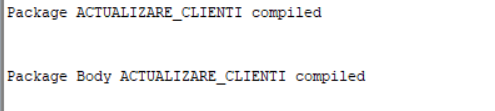 Package ACTUALIZARE_CLIENTI compiled
Package Body ACTUALIZARE_CLIENTI compiled